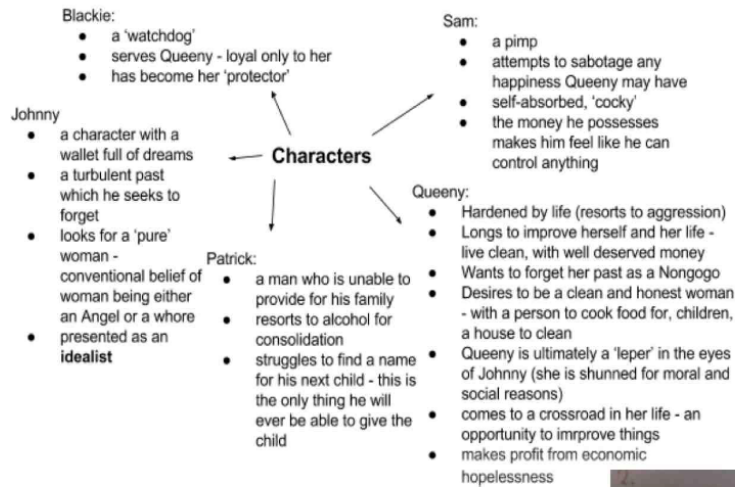 Blackie:
● a ‘watchdog’
● serves Queeny - loyal only to her
● has become her ‘protector’
Sam:
● a pimp
● attempts to sabotage any
happiness Queeny may have
● self-absorbed, ‘cocky’
● the money he possesses
makes him feel like he can
control anything
Johnny
● a character with a
wallet full of dreams
● a turbulent past
which he seeks to
forget
● looks for a ‘pure’
woman -
conventional belief of
woman being either
an Angel or a whore
● presented as an
idealist
Characters
Patrick:
● a man who is unable to
provide for his family
● resorts to alcohol for
consolidation
● struggles to find a name
for his next child - this is
the only thing he will
ever be able to give the
child
Queeny:
● Hardened by life (resorts to aggression)
● Longs to improve herself and her life -
live clean, with well deserved money
● Wants to forget her past as a Nongogo
● Desires to be a clean and honest woman
- with a person to cook food for, children,
a house to clean
● Queeny is ultimately a ‘leper’ in the eyes
of Johnny (she is shunned for moral and
social reasons)
● comes to a crossroad in her life - an
opportunity to imrprove things
● makes profit from economic
hopelessness
2.